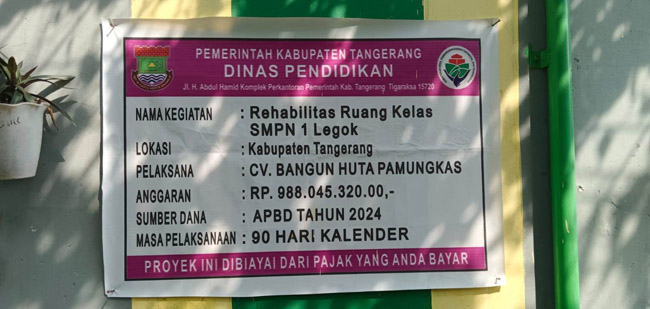 PEMERINTAH KABUPATEN TANGERANG
DINAS PENDIDIKAN
Jl. H. Abdul Hamid Komplek Perkantoran Pemerintah Kab. Tangerang Tigaraksa 15720
NAMA KEGIATAN : Rehabilitas Ruang Kelas
SMPN 1 Legok
LOKASI : Kabupaten Tangerang
PELAKSANA : CV. BANGUN HUTA PAMUNGKAS
ANGGARAN : RP. 988.045.320.00,-
SUMBER DANA : APBD TAHUN 2024
MASA PELAKSANAAN : 90 HARI KALENDER
PROYEK INI DIBIAYAI DARI PAJAK YANG ANDA BAYAR